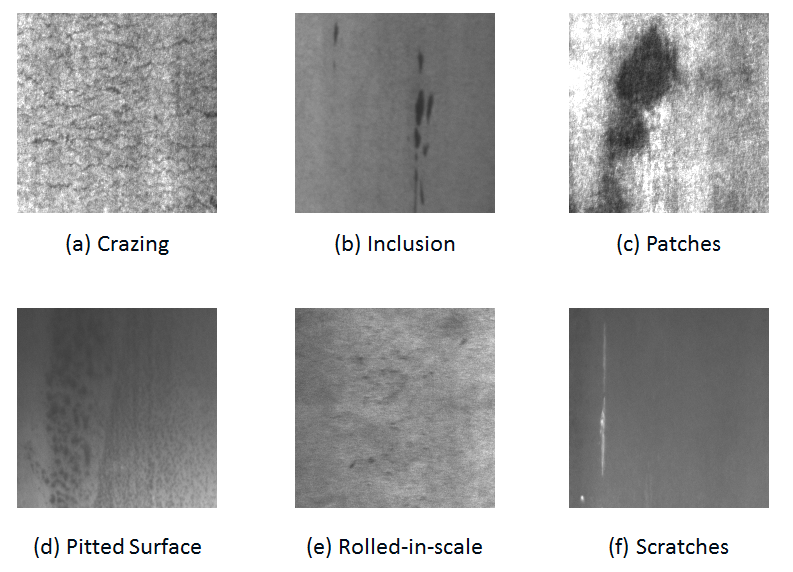 (a) Crazing
(b) Inclusion
(c) Patches
(d) Pitted Surface
(e) Rolled-in-scale
(f) Scratches